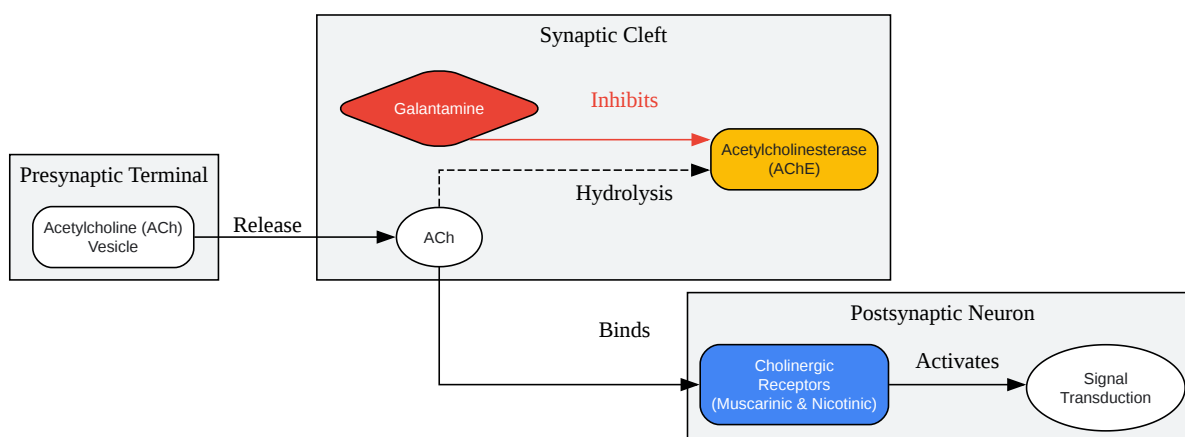 Synaptic Cleft
Galantamine
Inhibits
Acetylcholinesterase
(AChE)
Presynaptic Terminal
Hydrolysis
Acetylcholine (ACh)
Vesicle
Release
ACh
Postsynaptic Neuron
Binds
Cholinergic
Receptors
(Muscarinic & Nicotinic)
Activates
Signal
Transduction